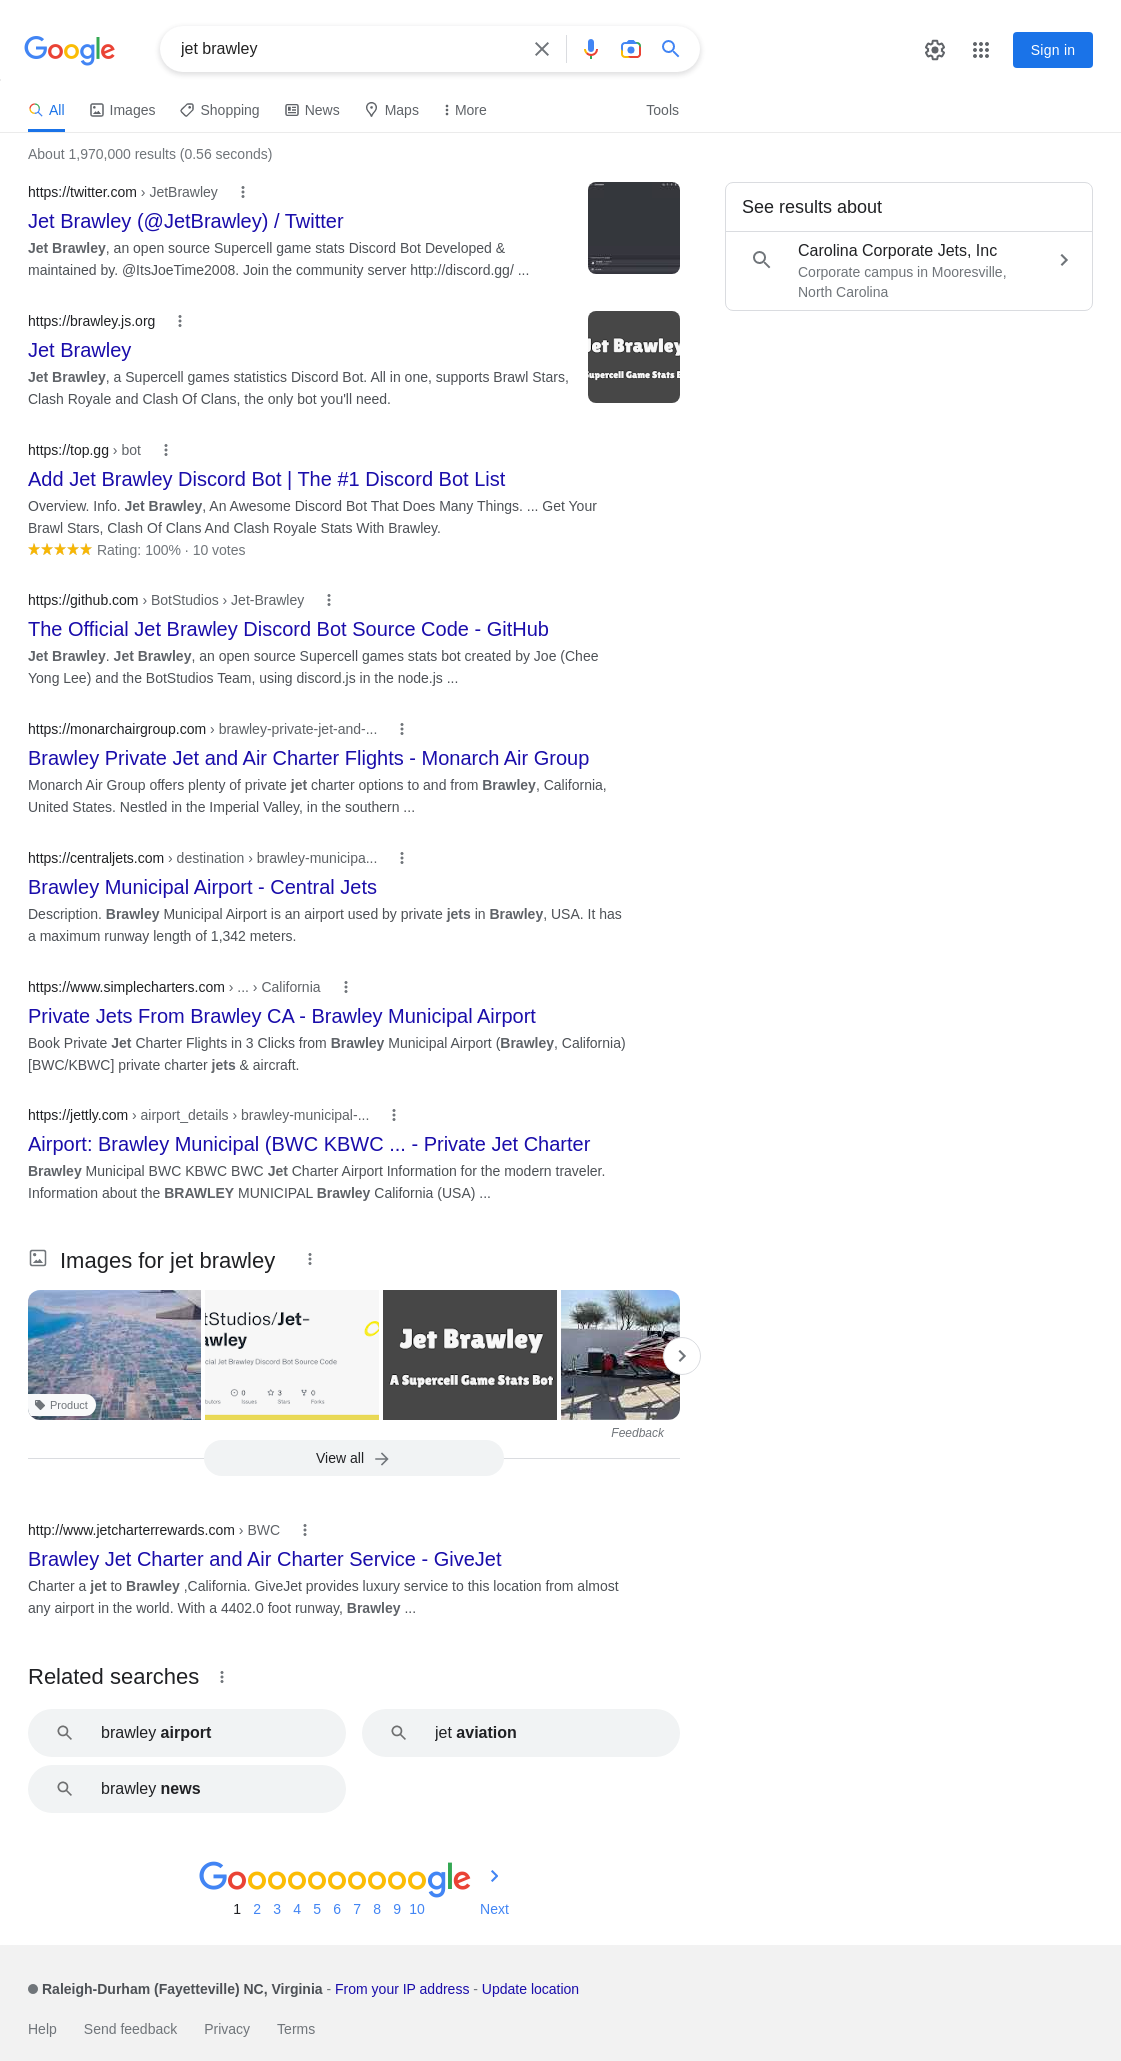 Google
jet brawley
Sign in
All Images Shopping News Maps More Tools
About 1,970,000 results (0.56 seconds)
https://twitter.com › JetBrawley
Jet Brawley (@JetBrawley) / Twitter
Jet Brawley, an open source Supercell game stats Discord Bot Developed &
maintained by. @ItsJoeTime2008. Join the community server http://discord.gg/ ...
See results about
Carolina Corporate Jets, Inc
Corporate campus in Mooresville,
North Carolina
https://brawley.js.org
Jet Brawley
Jet Brawley, a Supercell games statistics Discord Bot. All in one, supports Brawl Stars,
Clash Royale and Clash Of Clans, the only bot you'll need.
Jet Brawley
Supercell Game Stats B
https://top.gg › bot
Add Jet Brawley Discord Bot | The #1 Discord Bot List
Overview. Info. Jet Brawley, An Awesome Discord Bot That Does Many Things. ... Get Your
Brawl Stars, Clash Of Clans And Clash Royale Stats With Brawley.
Rating: 100% · 10 votes
https://github.com › BotStudios › Jet-Brawley
The Official Jet Brawley Discord Bot Source Code - GitHub
Jet Brawley. Jet Brawley, an open source Supercell games stats bot created by Joe (Chee
Yong Lee) and the BotStudios Team, using discord.js in the node.js ...
https://monarchairgroup.com › brawley-private-jet-and-...
Brawley Private Jet and Air Charter Flights - Monarch Air Group
Monarch Air Group offers plenty of private jet charter options to and from Brawley, California,
United States. Nestled in the Imperial Valley, in the southern ...
https://centraljets.com › destination › brawley-municipa...
Brawley Municipal Airport - Central Jets
Description. Brawley Municipal Airport is an airport used by private jets in Brawley, USA. It has
a maximum runway length of 1,342 meters.
https://www.simplecharters.com › ... › California
Private Jets From Brawley CA - Brawley Municipal Airport
Book Private Jet Charter Flights in 3 Clicks from Brawley Municipal Airport (Brawley, California)
[BWC/KBWC] private charter jets & aircraft.
https://jettly.com › airport_details › brawley-municipal-...
Airport: Brawley Municipal (BWC KBWC ... - Private Jet Charter
Brawley Municipal BWC KBWC BWC Jet Charter Airport Information for the modern traveler.
Information about the BRAWLEY MUNICIPAL Brawley California (USA) ...
Images for jet brawley
Product
tStudios/Jet-
awley
cial Jet Brawley Discord Bot Source Code
0 3 0
Issues Stars Forks
Jet Brawley
A Supercell Game Stats Bot
Feedback
View all
http://www.jetcharterrewards.com › BWC
Brawley Jet Charter and Air Charter Service - GiveJet
Charter a jet to Brawley ,California. GiveJet provides luxury service to this location from almost
any airport in the world. With a 4402.0 foot runway, Brawley ...
Related searches
brawley airport
jet aviation
brawley news
Goooooooooogle
1 2 3 4 5 6 7 8 9 10 Next
Raleigh-Durham (Fayetteville) NC, Virginia - From your IP address - Update location
Help Send feedback Privacy Terms